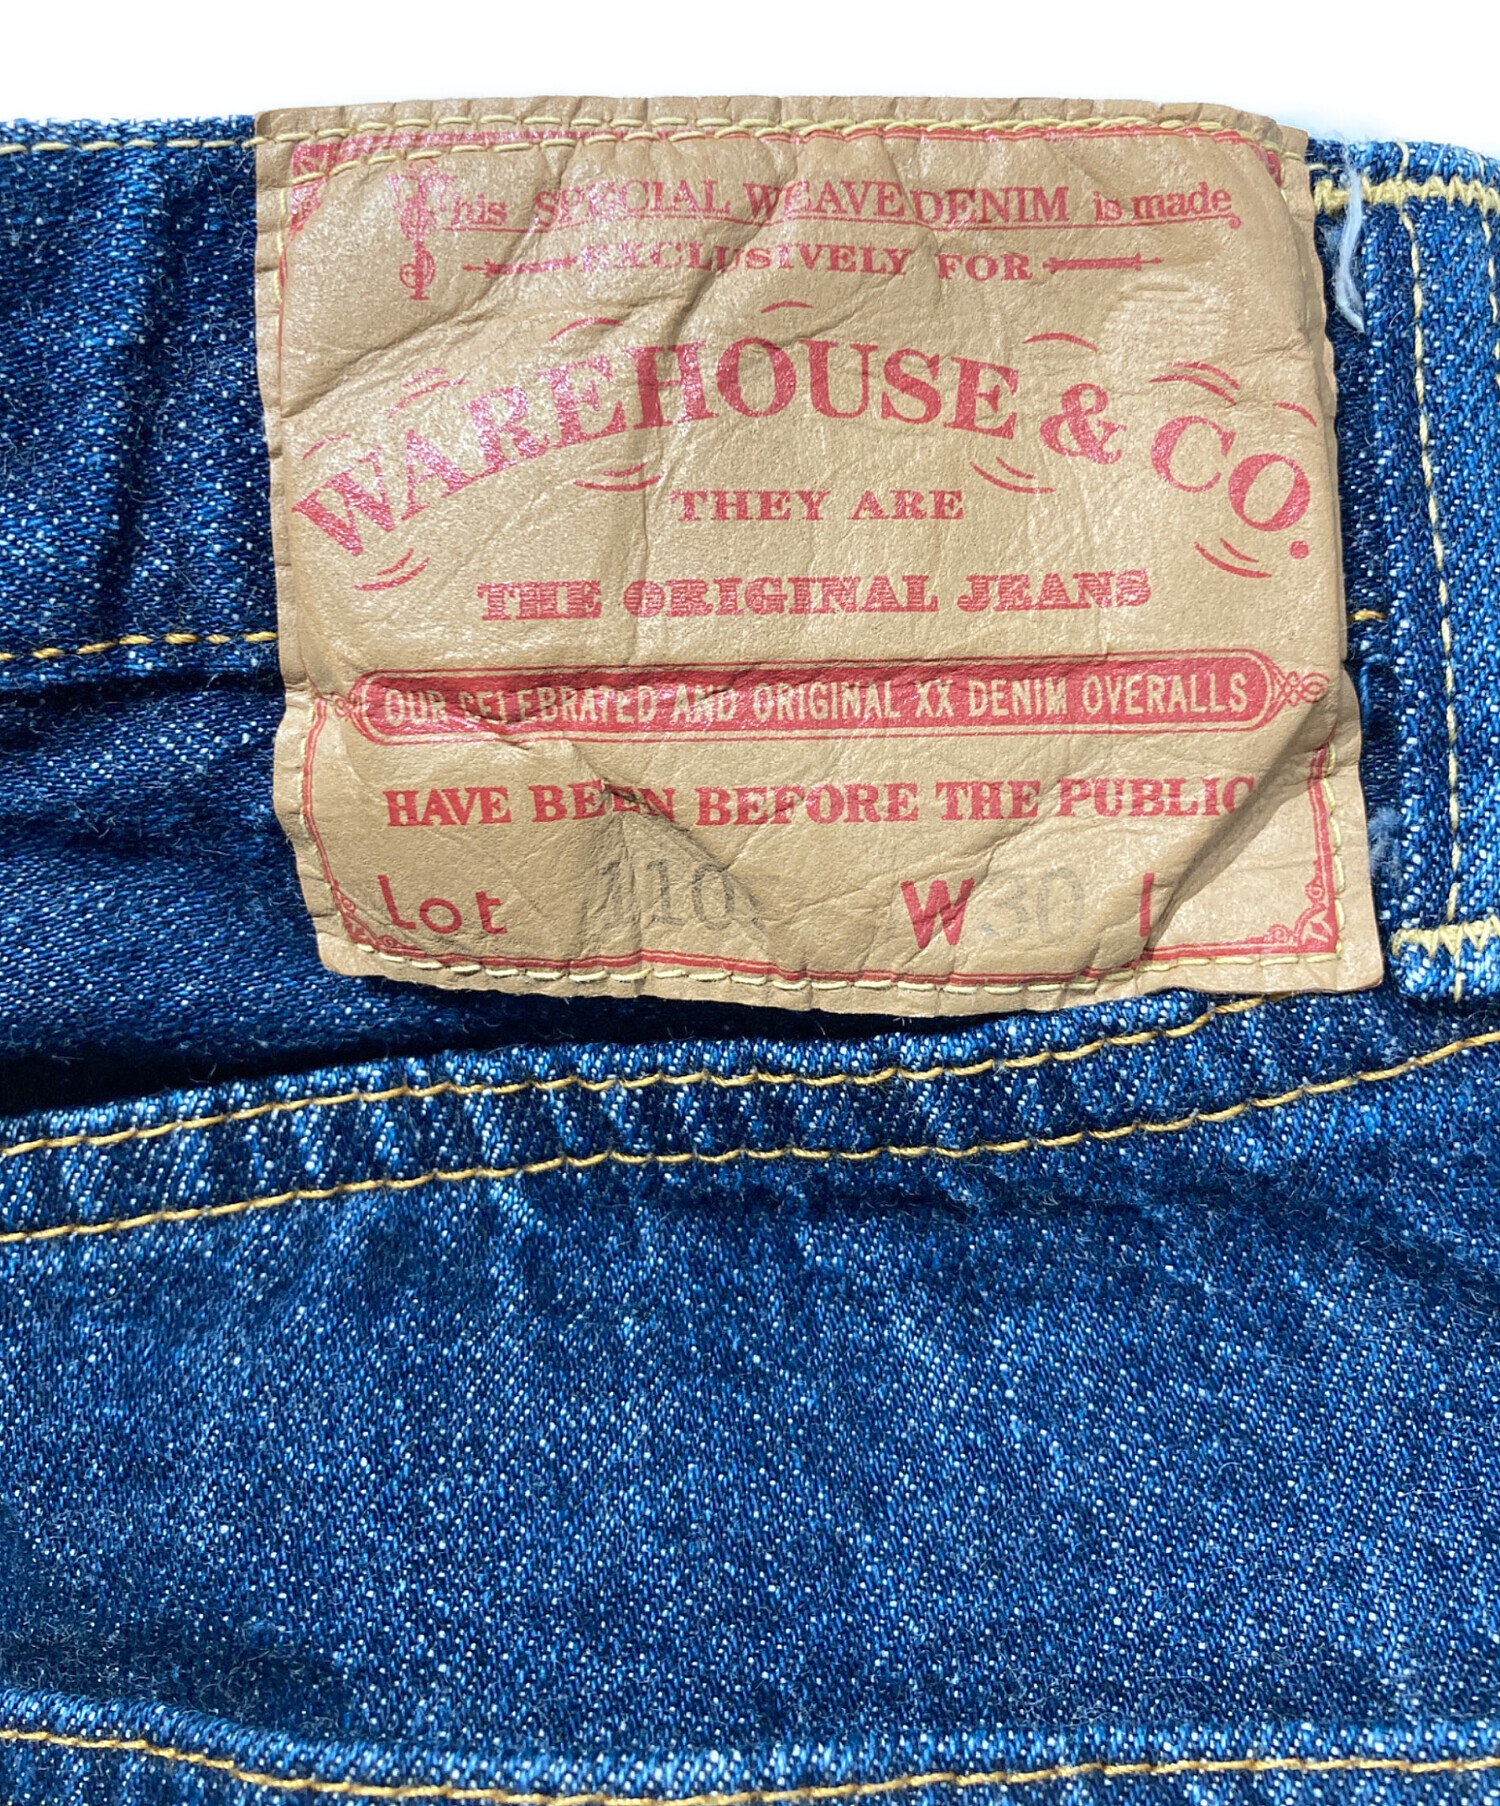 This SPECIAL WEAVE DENIM is made
EXCLUSIVELY FOR
WAREHOUSE & CO.
THEY ARE
THE ORIGINAL JEANS
OUR CELEBRATED AND ORIGINAL XX DENIM OVERALLS
HAVE BEEN BEFORE THE PUBLIC
Lot W30